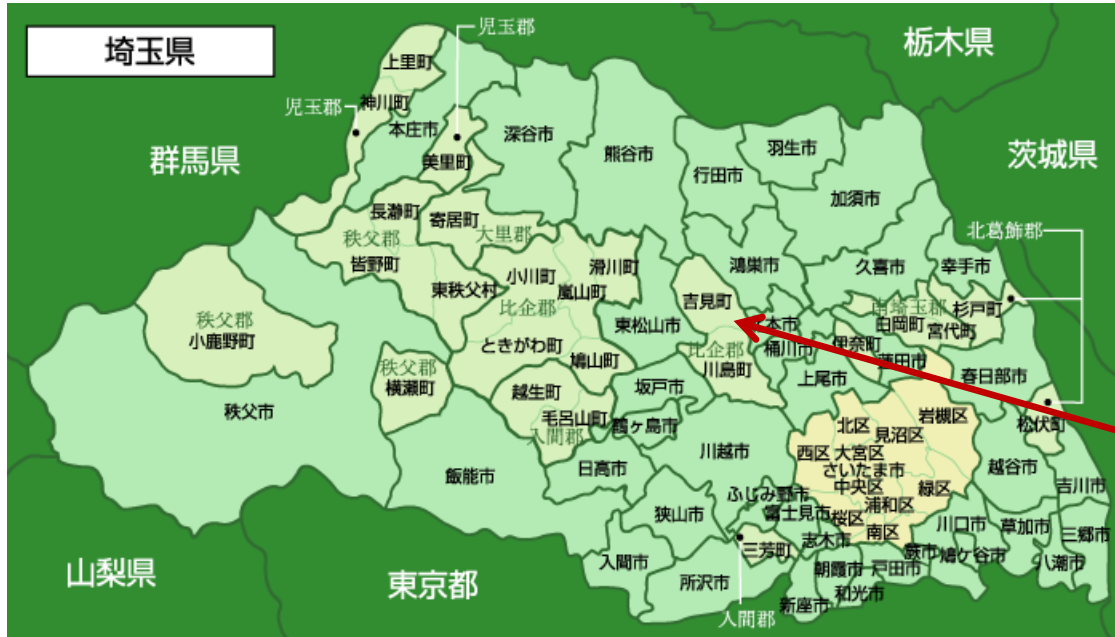 埼玉県
児玉郡
栃木県
上里町
神川町
児玉郡
本庄市
深谷市
熊谷市
羽生市
群馬県
美里町
行田市
茨城県
加須市
長瀞町
寄居町
北葛飾郡
秩父郡
大里郡
皆野町
小川町
滑川町
鴻巣市
久喜市
幸手市
東秩父村
嵐山町
吉見町
南埼玉郡
杉戸町
比企郡
秩父郡
小鹿野町
東松山市
本市
白岡町
宮代町
ときがわ町
比企郡
桶川市
伊奈町
鳩山町
川島町
蓮田市
秩父郡
横瀬町
越生町
坂戸市
上尾市
春日部市
秩父市
毛呂山町
鶴ヶ島市
岩槻区
松伏町
入間郡
北区
見沼区
川越市
西区
大宮区
越谷市
日高市
さいたま市
飯能市
中央区
緑区
吉川市
ふじみ野市
浦和区
狭山市
富士見市
桜区
川口市
草加市
南区
三郷市
志木市
三芳町
蕨市
鳩ケ谷市
八潮市
入間市
朝霞市
戸田市
山梨県
東京都
所沢市
和光市
新座市
入間郡